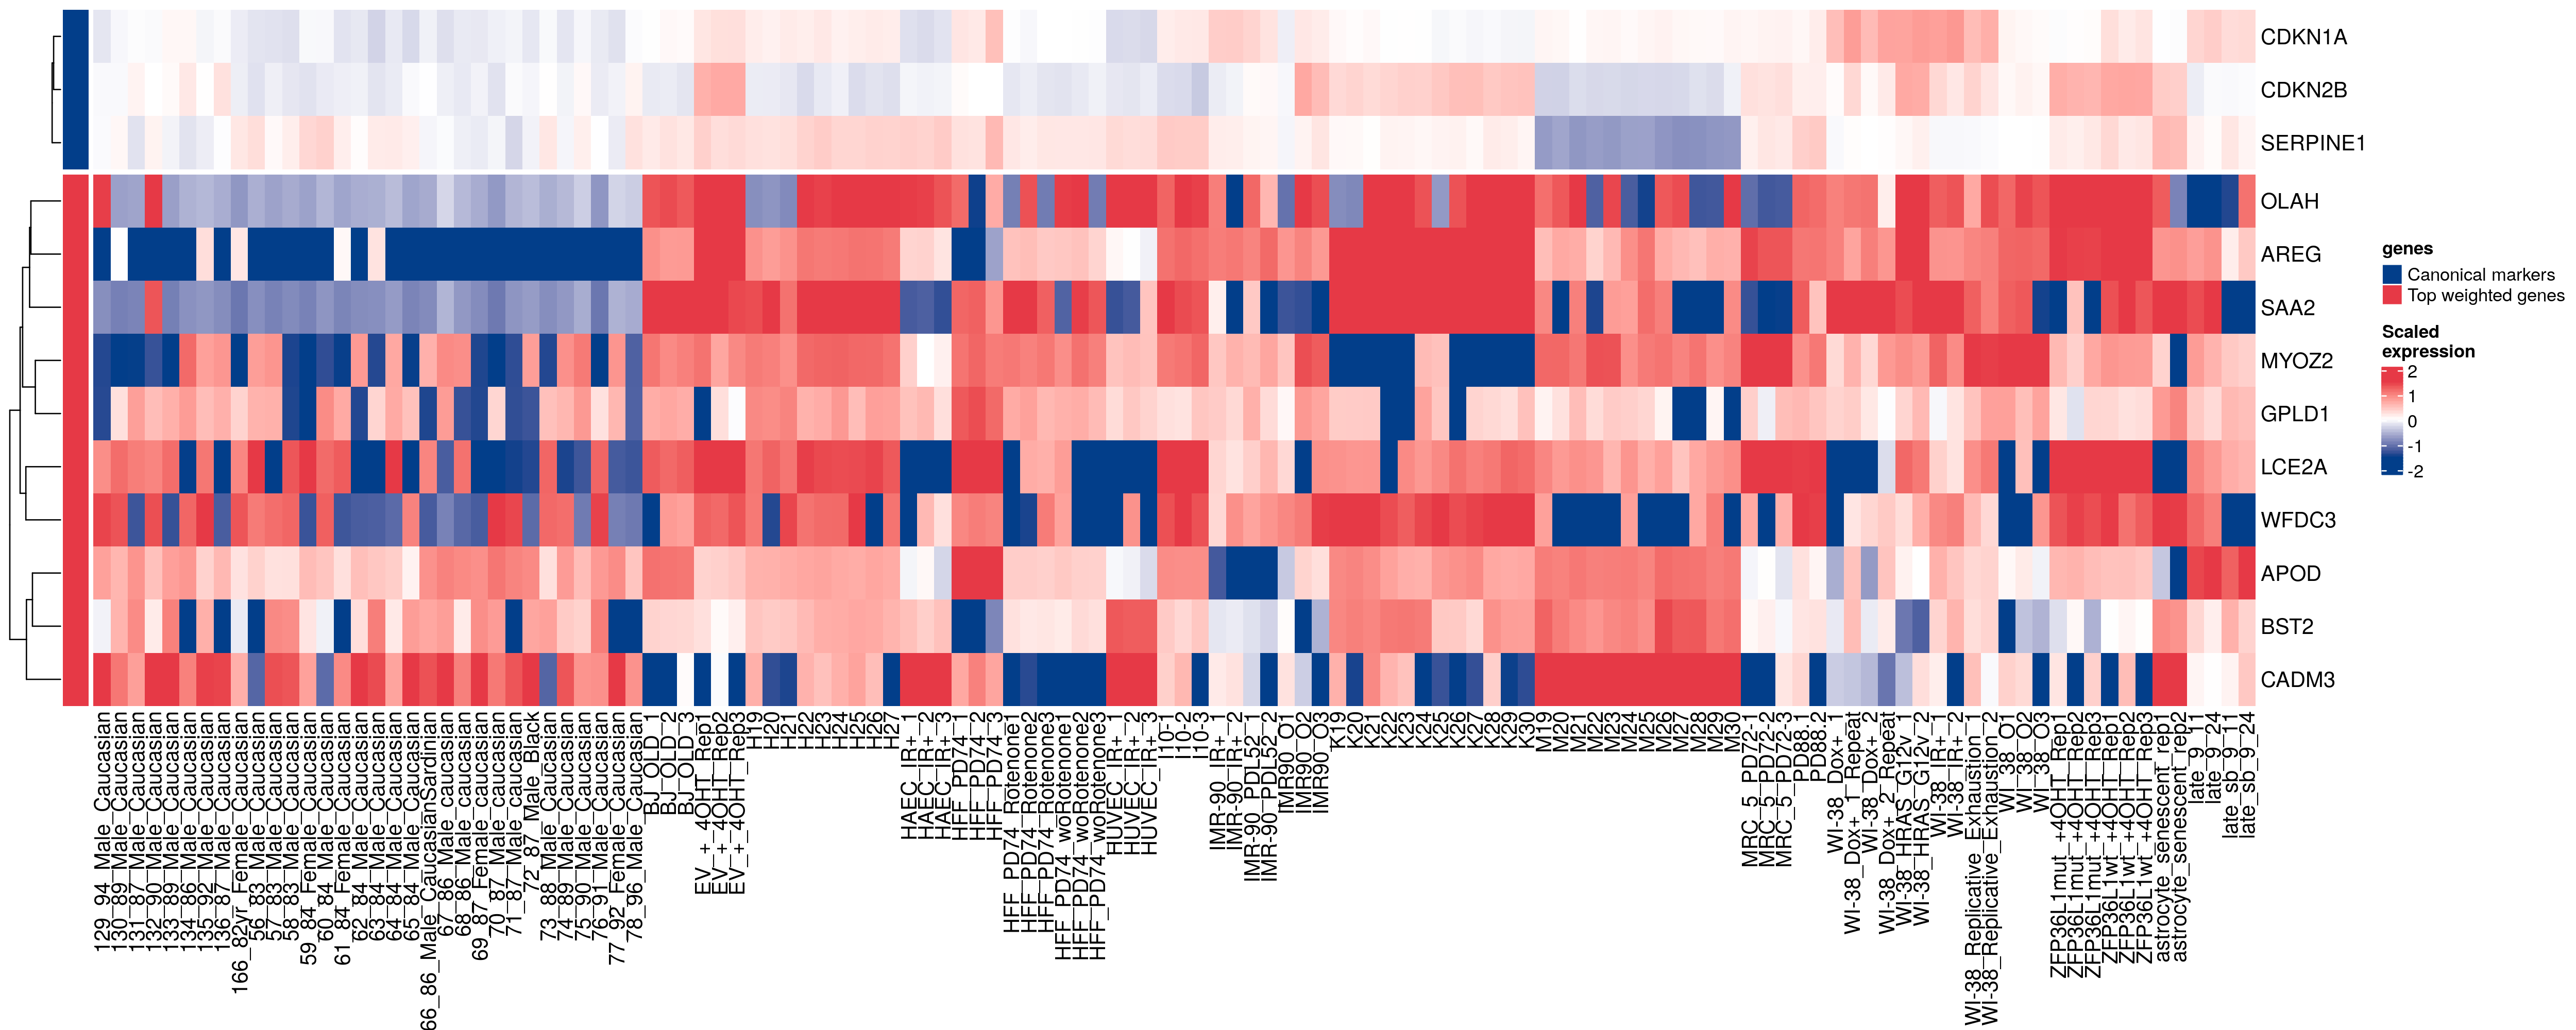 CDKN1A
CDKN2B
SERPINE1
OLAH
AREG
SAA2
MYOZ2
GPLD1
LCE2A
WFDC3
APOD
BST2
CADM3
genes
Canonical markers
Top weighted genes
Scaled
expression
2
1
0
-1
-2
129_94_Male_Caucasian
130_89_Male_Caucasian
131_87_Male_Caucasian
132_90_Male_Caucasian
133_89_Male_Caucasian
134_86_Male_Caucasian
135_92_Male_Caucasian
136_87_Male_Caucasian
166_82yr_Female_Caucasian
56_83_Male_Caucasian
57_83_Male_Caucasian
58_83_Male_Caucasian
59_84_Female_Caucasian
60_84_Male_Caucasian
61_84_Female_Caucasian
62_84_Male_Caucasian
63_84_Male_Caucasian
64_84_Male_Caucasian
65_84_Male_Caucasian
66_86_Male_CaucasianSardinian
67_86_Male_caucasian
68_86_Male_caucasian
69_87_Female_caucasian
70_87_Male_caucasian
71_87_Male_caucasian
72_87_Male_Black
73_88_Male_Caucasian
74_89_Male_Caucasian
75_90_Male_Caucasian
76_91_Male_Caucasian
77_92_Female_Caucasian
78_96_Male_Caucasian
BJ_OLD_1
BJ_OLD_2
BJ_OLD_3
EV_+_4OHT_Rep1
EV_+_4OHT_Rep2
EV_+_4OHT_Rep3
H19
H20
H21
H22
H23
H24
H25
H26
H27
HAEC_IR+_1
HAEC_IR+_2
HAEC_IR+_3
HFF_PD74_1
HFF_PD74_2
HFF_PD74_3
HFF_PD74_Rotenone1
HFF_PD74_Rotenone2
HFF_PD74_Rotenone3
HFF_PD74_woRotenone1
HFF_PD74_woRotenone2
HFF_PD74_woRotenone3
HUVEC_IR+_1
HUVEC_IR+_2
HUVEC_IR+_3
I10-1
I10-2
I10-3
IMR-90_IR+_1
IMR-90_IR+_2
IMR-90_PDL52_1
IMR-90_PDL52_2
IMR90_O1
IMR90_O2
IMR90_O3
K19
K20
K21
K22
K23
K24
K25
K26
K27
K28
K29
K30
M19
M20
M21
M22
M23
M24
M25
M26
M27
M28
M29
M30
MRC_5_PD72-1
MRC_5_PD72-2
MRC_5_PD72-3
PD88.1
PD88.2
WI-38_Dox+_1
WI-38_Dox+_1_Repeat
WI-38_Dox+_2
WI-38_Dox+_2_Repeat
WI-38_HRAS_G12v_1
WI-38_HRAS_G12v_2
WI-38_IR+_1
WI-38_IR+_2
WI-38_Replicative_Exhaustion_1
WI-38_Replicative_Exhaustion_2
WI_38_O1
WI_38_O2
WI_38_O3
ZFP36L1mut_+4OHT_Rep1
ZFP36L1mut_+4OHT_Rep2
ZFP36L1mut_+4OHT_Rep3
ZFP36L1wt_+4OHT_Rep1
ZFP36L1wt_+4OHT_Rep2
ZFP36L1wt_+4OHT_Rep3
astrocyte_senescent_rep1
astrocyte_senescent_rep2
late_9_11
late_9_24
late_sb_9_11
late_sb_9_24